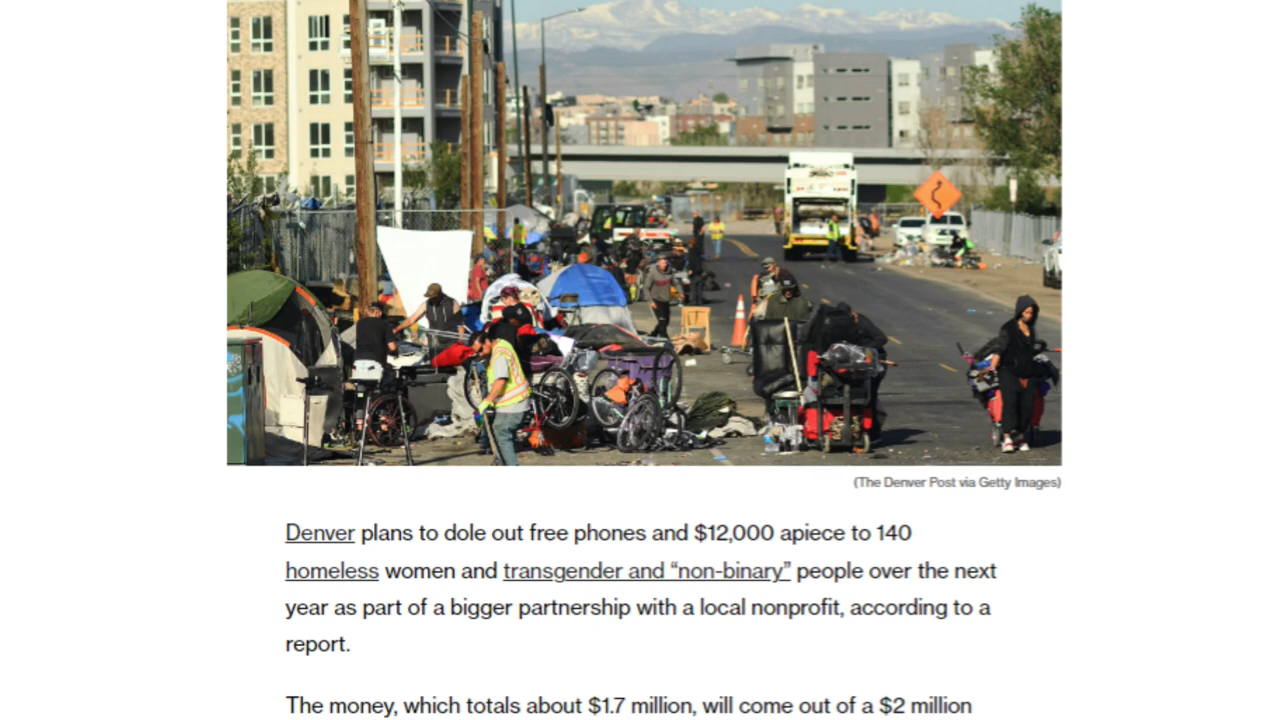 (The Denver Post via Getty Images)
Denver plans to dole out free phones and $12,000 apiece to 140
homeless women and transgender and “non-binary” people over the next
year as part of a bigger partnership with a local nonprofit, according to a
report.
The money, which totals about $1.7 million, will come out of a $2 million